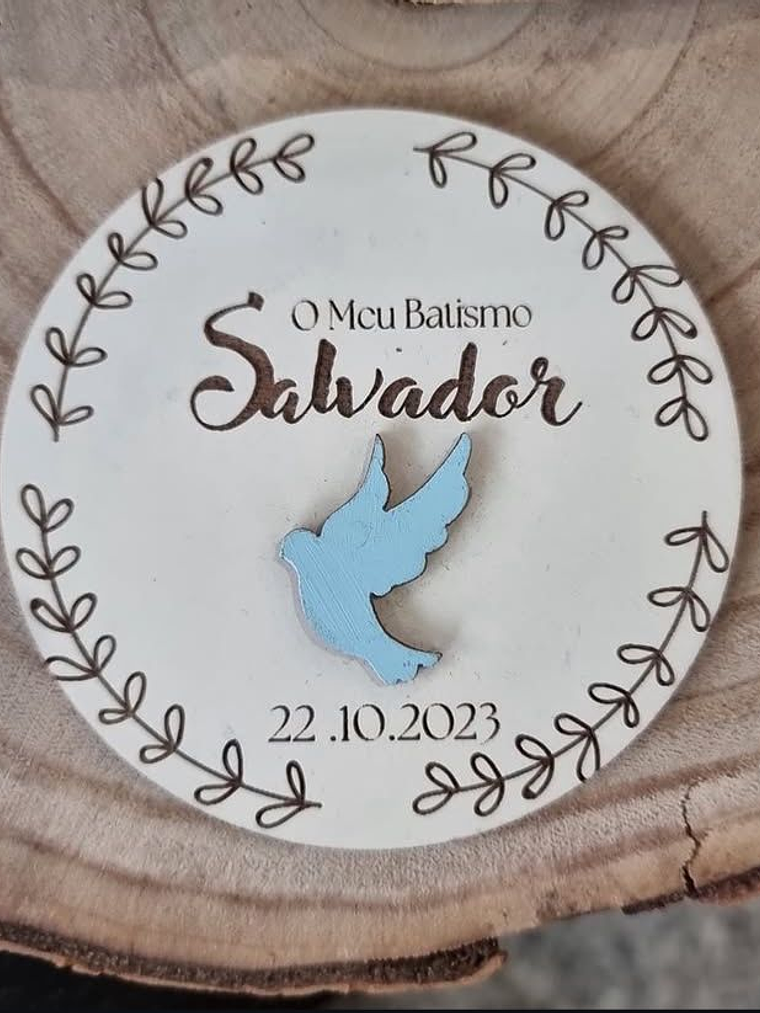 O Meu Batismo
Salvador
22 .10.2023